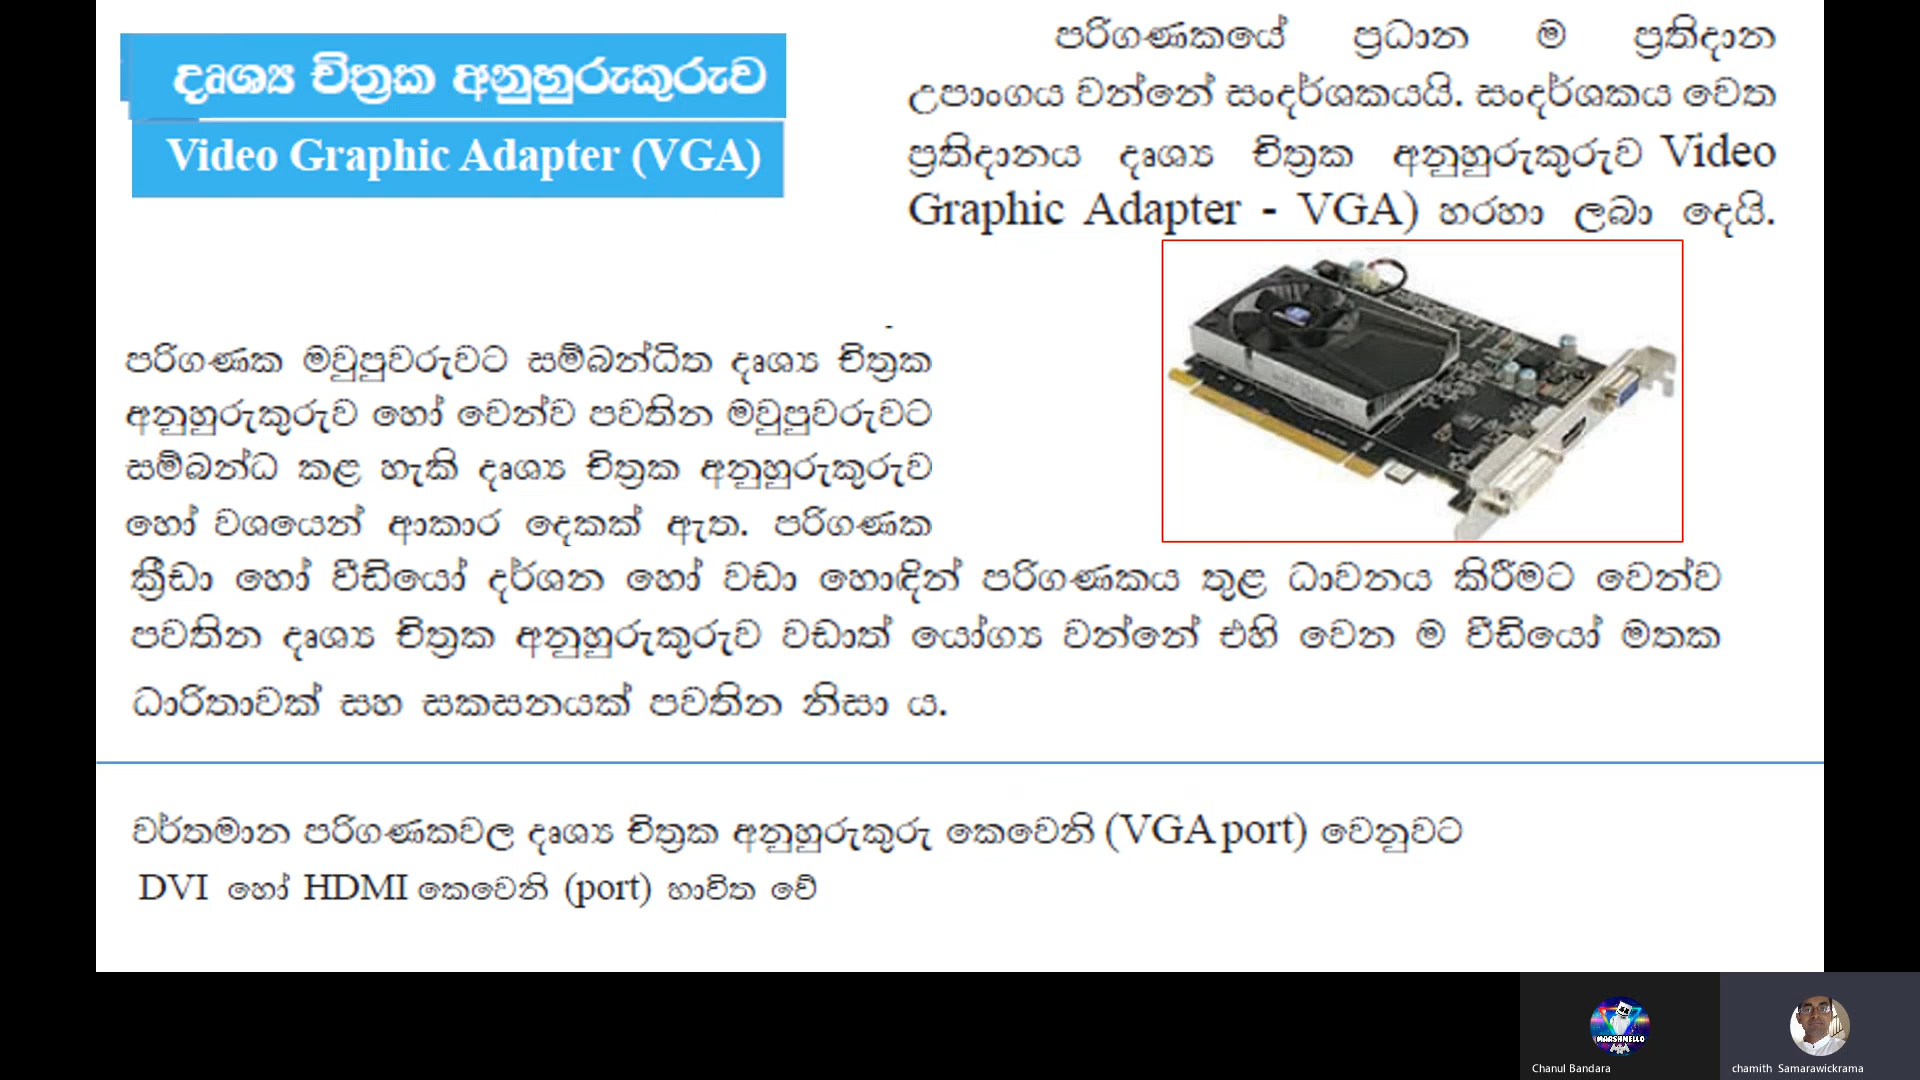 දෘශ්‍ය චිත්‍රක අනුහුරුකුරුව
Video Graphic Adapter (VGA)
පරිගණකයේ ප්‍රධාන ම ප්‍රතිදාන
උපාංගය වන්නේ සංදර්ශකයයි. සංදර්ශකය වෙත
ප්‍රතිදානය දෘශ්‍ය චිත්‍රක අනුහුරුකුරුව Video
Graphic Adapter - VGA) හරහා ලබා දෙයි.
පරිගණක මවුපුවරුවට සම්බන්ධිත දෘශ්‍ය චිත්‍රක
අනුහුරුකුරුව හෝ වෙන්ව පවතින මවුපුවරුවට
සම්බන්ධ කළ හැකි දෘශ්‍ය චිත්‍රක අනුහුරුකුරුව
හෝ වශයෙන් ආකාර දෙකක් ඇත. පරිගණක
ක්‍රීඩා හෝ වීඩියෝ දර්ශන හෝ වඩා හොඳින් පරිගණකය තුළ ධාවනය කිරීමට වෙන්ව
පවතින දෘශ්‍ය චිත්‍රක අනුහුරුකුරුව වඩාත් යෝග්‍ය වන්නේ එහි වෙන ම වීඩියෝ මතක
ධාරිතාවක් සහ සකසනයක් පවතින නිසා ය.
වර්තමාන පරිගණකවල දෘශ්‍ය චිත්‍රක අනුහුරුකුරු කෙවෙනි (VGA port) වෙනුවට
DVI හෝ HDMI කෙවෙනි (port) භාවිත වේ
MARSHMELLO
Chanul Bandara
chamith Samarawickrama